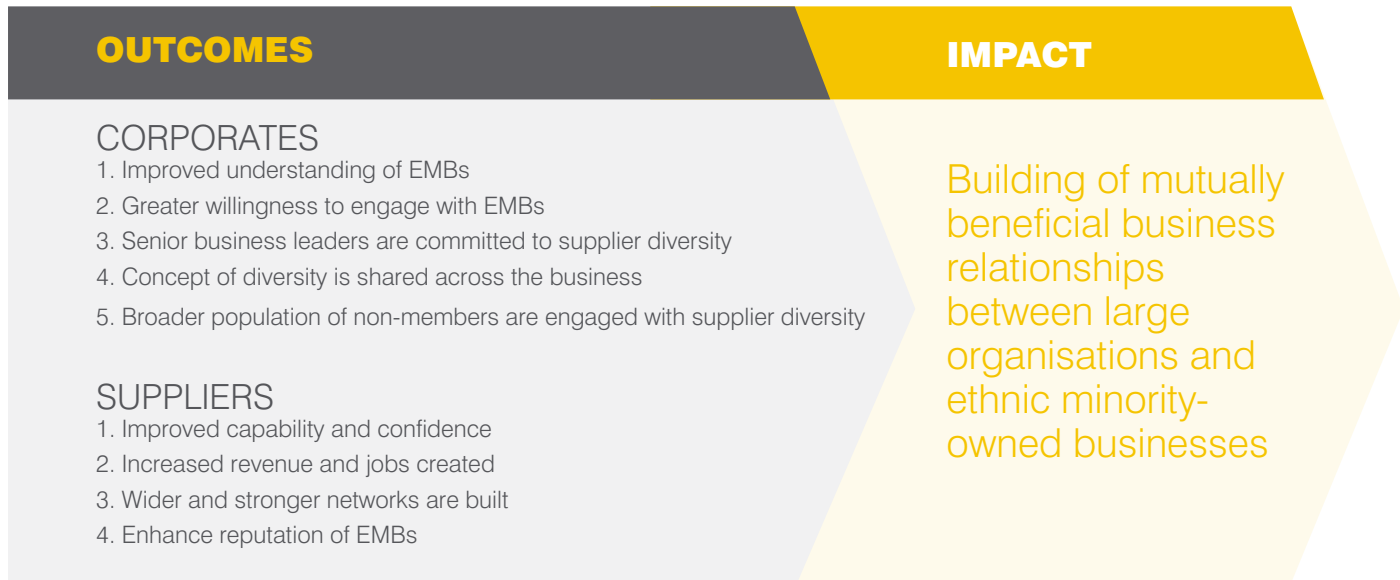 OUTCOMES
CORPORATES
1. Improved understanding of EMBs
2. Greater willingness to engage with EMBs
3. Senior business leaders are committed to supplier diversity
4. Concept of diversity is shared across the business
5. Broader population of non-members are engaged with supplier diversity
SUPPLIERS
1. Improved capability and confidence
2. Increased revenue and jobs created
3. Wider and stronger networks are built
4. Enhance reputation of EMBs
IMPACT
Building of mutually
beneficial business
relationships
between large
organisations and
ethnic minority-
owned businesses